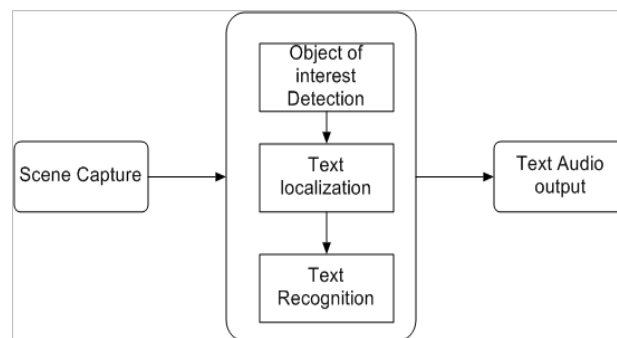 Object of
interest
Detection
Scene Capture
Text
localization
Text Audio
output
Text
Recognition